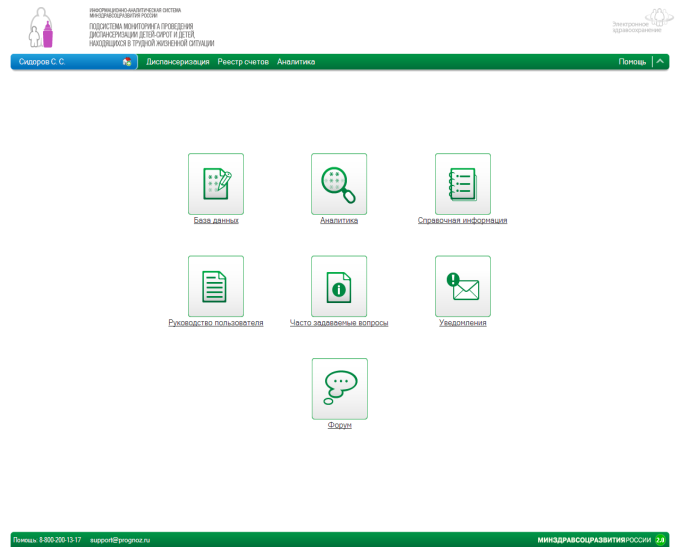 ИНФОРМАЦИОННО-АНАЛИТИЧЕСКАЯ СИСТЕМА
МИНЗДРАВСОЦРАЗВИТИЯ РОССИИ
ПОДСИСТЕМА МОНИТОРИНГА ПРОВЕДЕНИЯ
ДИСПАНСЕРИЗАЦИИ ДЕТЕЙ-СИРОТ И ДЕТЕЙ,
НАХОДЯЩИХСЯ В ТРУДНОЙ ЖИЗНЕННОЙ СИТУАЦИИ
Электронное
здравоохранение
Сидоров С. С.
Диспансеризация Реестр счетов Аналитика
Помощь
База данных
Аналитика
Справочная информация
Руководство пользователя
Часто задаваемые вопросы
Уведомления
Форум
Помощь: 8-800-200-13-17 support@prognoz.ru
МИНЗДРАВСОЦРАЗВИТИЯРОССИИ 2.0